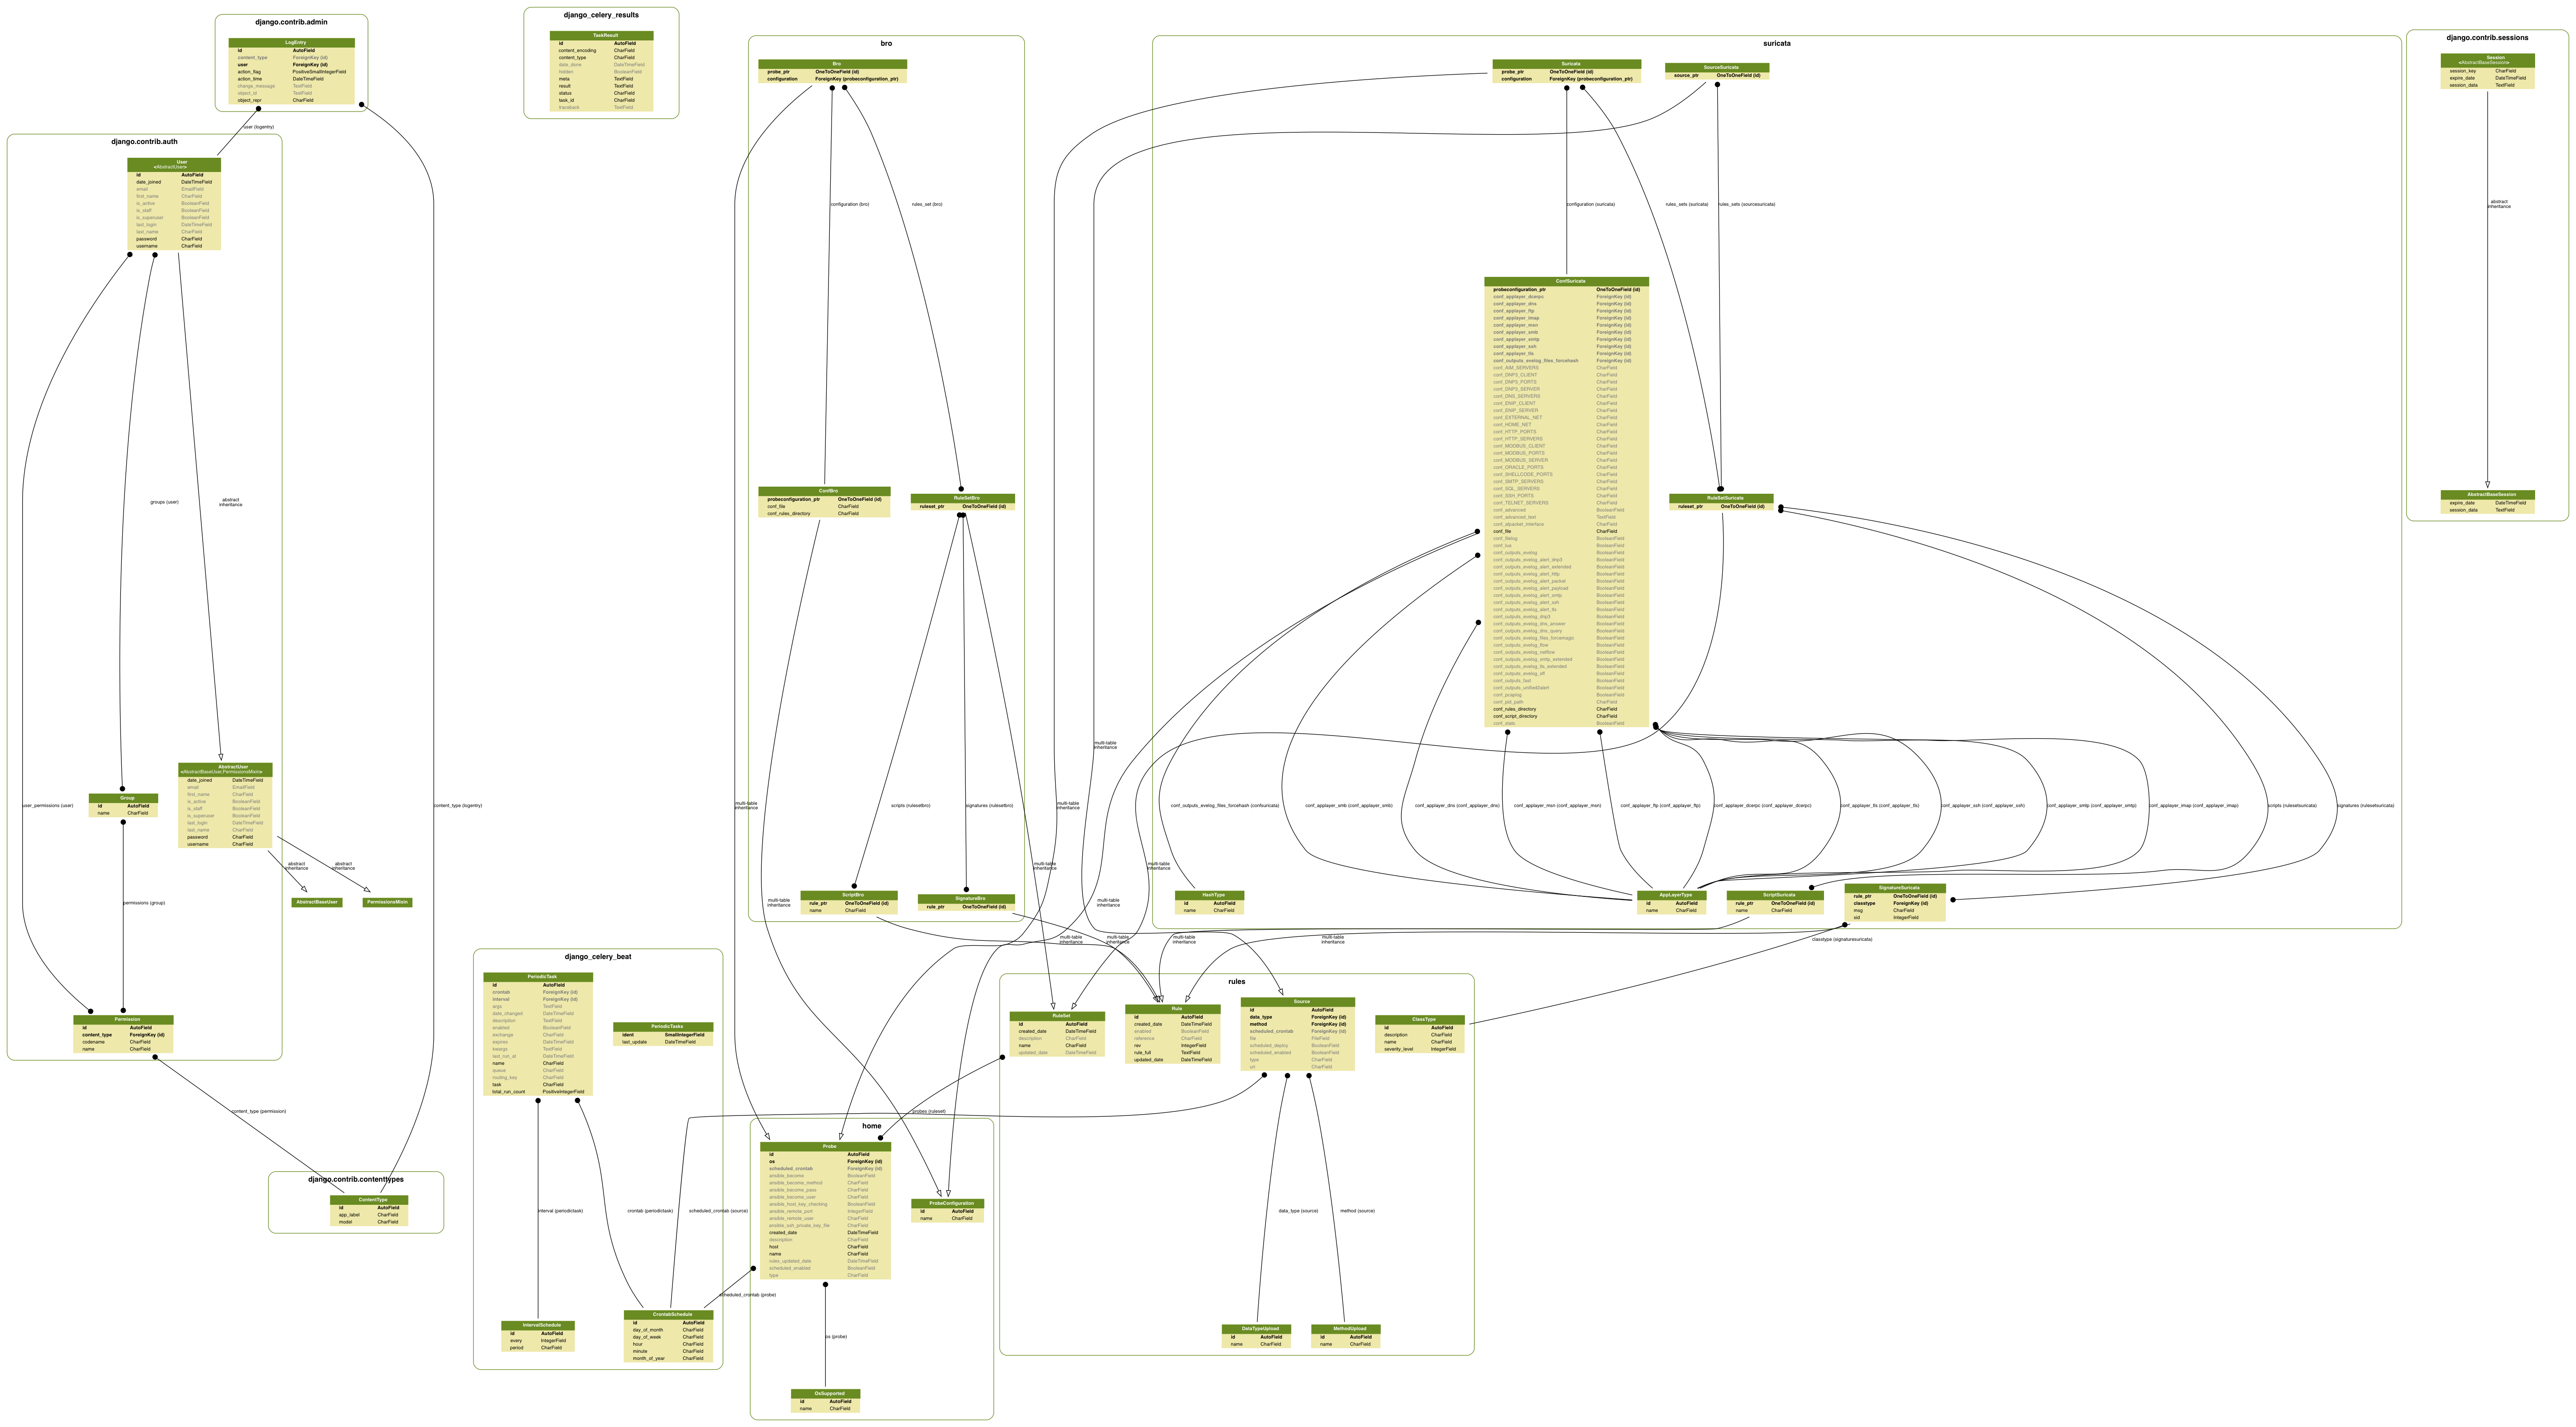 django.contrib.admin
LogEntry
id AutoField
content_type ForeignKey (id)
user ForeignKey (id)
action_flag PositiveSmallIntegerField
action_time DateTimeField
change_message TextField
object_id TextField
object_repr CharField
user (logentry)
content_type (logentry)
django_celery_results
TaskResult
id AutoField
content_encoding CharField
content_type CharField
date_done DateTimeField
hidden BooleanField
meta TextField
result TextField
status CharField
task_id CharField
traceback TextField
django.contrib.auth
User
<AbstractUser>
id AutoField
date_joined DateTimeField
email EmailField
first_name CharField
is_active BooleanField
is_staff BooleanField
is_superuser BooleanField
last_login DateTimeField
last_name CharField
password CharField
username CharField
groups (user)
abstract
inheritance
user_permissions (user)
Group
id AutoField
name CharField
AbstractUser
<AbstractBaseUser,PermissionsMixin>
date_joined DateTimeField
email EmailField
first_name CharField
is_active BooleanField
is_staff BooleanField
is_superuser BooleanField
last_login DateTimeField
last_name CharField
password CharField
username CharField
abstract
inheritance
abstract
inheritance
AbstractBaseUser
PermissionsMixin
permissions (group)
Permission
id AutoField
content_type ForeignKey (id)
codename CharField
name CharField
content_type (permission)
django.contrib.contenttypes
ContentType
id AutoField
app_label CharField
model CharField
bro
Bro
probe_ptr OneToOneField (id)
configuration ForeignKey (probeconfiguration_ptr)
configuration (bro)
rules_set (bro)
ConfBro
probeconfiguration_ptr OneToOneField (id)
conf_file CharField
conf_rules_directory CharField
RuleSetBro
ruleset_ptr OneToOneField (id)
multi-table
inheritance
scripts (rulesetbro)
signatures (rulesetbro)
multi-table
inheritance
multi-table
inheritance
ScriptBro
rule_ptr OneToOneField (id)
name CharField
SignatureBro
rule_ptr OneToOneField (id)
multi-table
inheritance
multi-table
inheritance
suricata
Suricata
probe_ptr OneToOneField (id)
configuration ForeignKey (probeconfiguration_ptr)
SourceSuricata
source_ptr OneToOneField (id)
configuration (suricata)
rules_sets (suricata)
rules_sets (sourcesuricata)
ConfSuricata
probeconfiguration_ptr OneToOneField (id)
conf_applayer_dcerpc ForeignKey (id)
conf_applayer_dns ForeignKey (id)
conf_applayer_ftp ForeignKey (id)
conf_applayer_imap ForeignKey (id)
conf_applayer_msn ForeignKey (id)
conf_applayer_smb ForeignKey (id)
conf_applayer_smtp ForeignKey (id)
conf_applayer_ssh ForeignKey (id)
conf_applayer_tls ForeignKey (id)
conf_outputs_evelog_files_forcehash ForeignKey (id)
conf_AIM_SERVERS CharField
conf_DNP3_CLIENT CharField
conf_DNP3_PORTS CharField
conf_DNP3_SERVER CharField
conf_DNS_SERVERS CharField
conf_ENIP_CLIENT CharField
conf_ENIP_SERVER CharField
conf_EXTERNAL_NET CharField
conf_HOME_NET CharField
conf_HTTP_PORTS CharField
conf_HTTP_SERVERS CharField
conf_MODBUS_CLIENT CharField
conf_MODBUS_PORTS CharField
conf_MODBUS_SERVER CharField
conf_ORACLE_PORTS CharField
conf_SHELLCODE_PORTS CharField
conf_SMTP_SERVERS CharField
conf_SQL_SERVERS CharField
conf_SSH_PORTS CharField
conf_TELNET_SERVERS CharField
conf_advanced BooleanField
conf_advanced_text TextField
conf_afpacket_interface CharField
conf_file CharField
conf_filelog BooleanField
conf_lua BooleanField
conf_outputs_evelog BooleanField
conf_outputs_evelog_alert_dnp3 BooleanField
conf_outputs_evelog_alert_extended BooleanField
conf_outputs_evelog_alert_http BooleanField
conf_outputs_evelog_alert_packet BooleanField
conf_outputs_evelog_alert_payload BooleanField
conf_outputs_evelog_alert_smtp BooleanField
conf_outputs_evelog_alert_ssh BooleanField
conf_outputs_evelog_alert_tls BooleanField
conf_outputs_evelog_dnp3 BooleanField
conf_outputs_evelog_dns_answer BooleanField
conf_outputs_evelog_dns_query BooleanField
conf_outputs_evelog_files_forcemagic BooleanField
conf_outputs_evelog_flow BooleanField
conf_outputs_evelog_netflow BooleanField
conf_outputs_evelog_smtp_extended BooleanField
conf_outputs_evelog_tls_extended BooleanField
conf_outputs_evelog_xff BooleanField
conf_outputs_fast BooleanField
conf_outputs_unified2alert BooleanField
conf_pcaplog BooleanField
conf_pid_path CharField
conf_rules_directory CharField
conf_script_directory CharField
conf_stats BooleanField
RuleSetSuricata
ruleset_ptr OneToOneField (id)
multi-table
inheritance
multi-table
inheritance
multi-table
inheritance
multi-table
inheritance
conf_outputs_evelog_files_forcehash (confsuricata)
conf_applayer_smb (conf_applayer_smb)
conf_applayer_dns (conf_applayer_dns)
conf_applayer_msn (conf_applayer_msn)
conf_applayer_ftp (conf_applayer_ftp)
conf_applayer_dcerpc (conf_applayer_dcerpc)
conf_applayer_tls (conf_applayer_tls)
conf_applayer_ssh (conf_applayer_ssh)
conf_applayer_smtp (conf_applayer_smtp)
conf_applayer_imap (conf_applayer_imap)
scripts (rulesetsuricata)
signatures (rulesetsuricata)
HashType
id AutoField
name CharField
AppLayerType
id AutoField
name CharField
ScriptSuricata
rule_ptr OneToOneField (id)
name CharField
SignatureSuricata
rule_ptr OneToOneField (id)
classtype ForeignKey (id)
msg CharField
sid IntegerField
multi-table
inheritance
multi-table
inheritance
classtype (signaturesuricata)
django.contrib.sessions
Session
<AbstractBaseSession>
session_key CharField
expire_date DateTimeField
session_data TextField
abstract
inheritance
AbstractBaseSession
expire_date DateTimeField
session_data TextField
django_celery_beat
PeriodicTask
id AutoField
crontab ForeignKey (id)
interval ForeignKey (id)
args TextField
date_changed DateTimeField
description TextField
enabled BooleanField
exchange CharField
expires DateTimeField
kwargs TextField
last_run_at DateTimeField
name CharField
queue CharField
routing_key CharField
task CharField
total_run_count PositiveIntegerField
PeriodicTasks
ident SmallIntegerField
last_update DateTimeField
interval (periodictask)
crontab (periodictask)
scheduled_crontab (source)
IntervalSchedule
id AutoField
every IntegerField
period CharField
CrontabSchedule
id AutoField
day_of_month CharField
day_of_week CharField
hour CharField
minute CharField
month_of_year CharField
rules
RuleSet
id AutoField
created_date DateTimeField
description CharField
name CharField
updated_date DateTimeField
Rule
id AutoField
created_date DateTimeField
enabled BooleanField
reference CharField
rev IntegerField
rule_full TextField
updated_date DateTimeField
Source
id AutoField
data_type ForeignKey (id)
method ForeignKey (id)
scheduled_crontab ForeignKey (id)
file FileField
scheduled_deploy BooleanField
scheduled_enabled BooleanField
type CharField
uri CharField
ClassType
id AutoField
description CharField
name CharField
severity_level IntegerField
probes (ruleset)
data_type (source)
method (source)
DataTypeUpload
id AutoField
name CharField
MethodUpload
id AutoField
name CharField
home
Probe
id AutoField
os ForeignKey (id)
scheduled_crontab ForeignKey (id)
ansible_become BooleanField
ansible_become_method CharField
ansible_become_pass CharField
ansible_become_user CharField
ansible_host_key_checking BooleanField
ansible_remote_port IntegerField
ansible_remote_user CharField
ansible_ssh_private_key_file CharField
created_date DateTimeField
description CharField
host CharField
name CharField
rules_updated_date DateTimeField
scheduled_enabled BooleanField
type CharField
ProbeConfiguration
id AutoField
name CharField
scheduled_crontab (probe)
os (probe)
OsSupported
id AutoField
name CharField